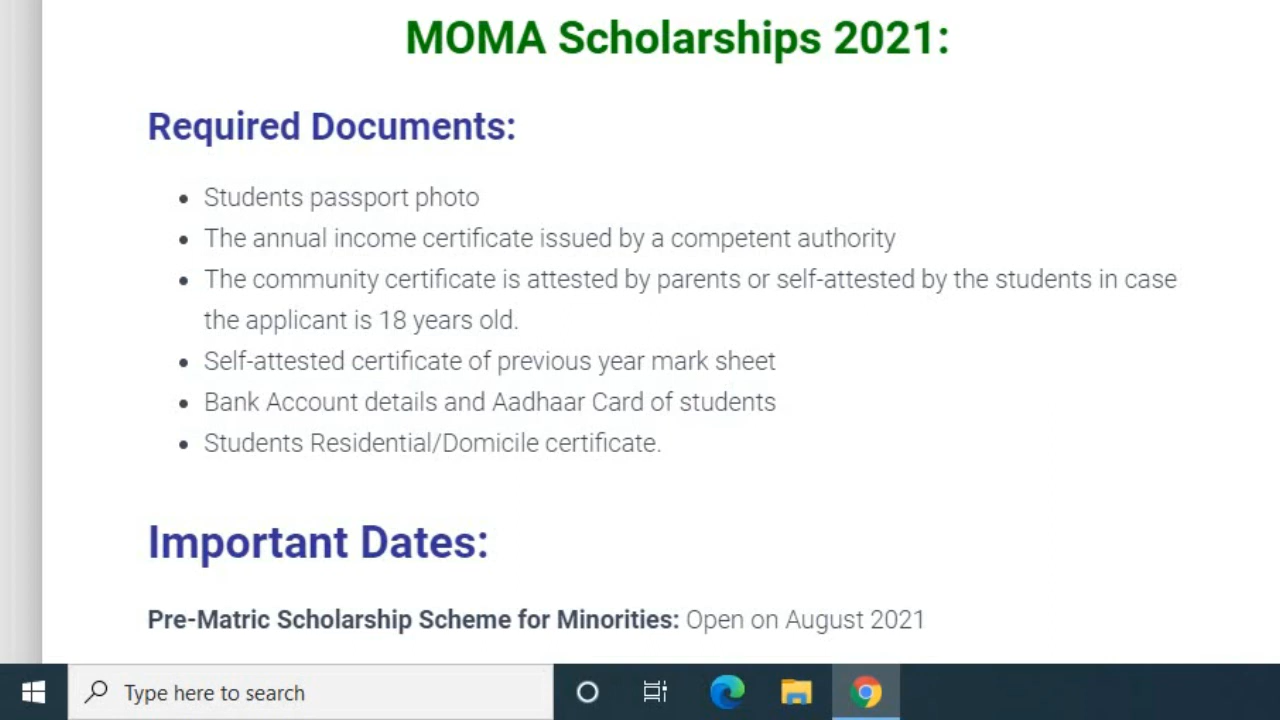 MOMA Scholarships 2021:
Required Documents:
Students passport photo
The annual income certificate issued by a competent authority
The community certificate is attested by parents or self-attested by the students in case
the applicant is 18 years old.
Self-attested certificate of previous year mark sheet
Bank Account details and Aadhaar Card of students
Students Residential/Domicile certificate.
Important Dates:
Pre-Matric Scholarship Scheme for Minorities: Open on August 2021
Type here to search